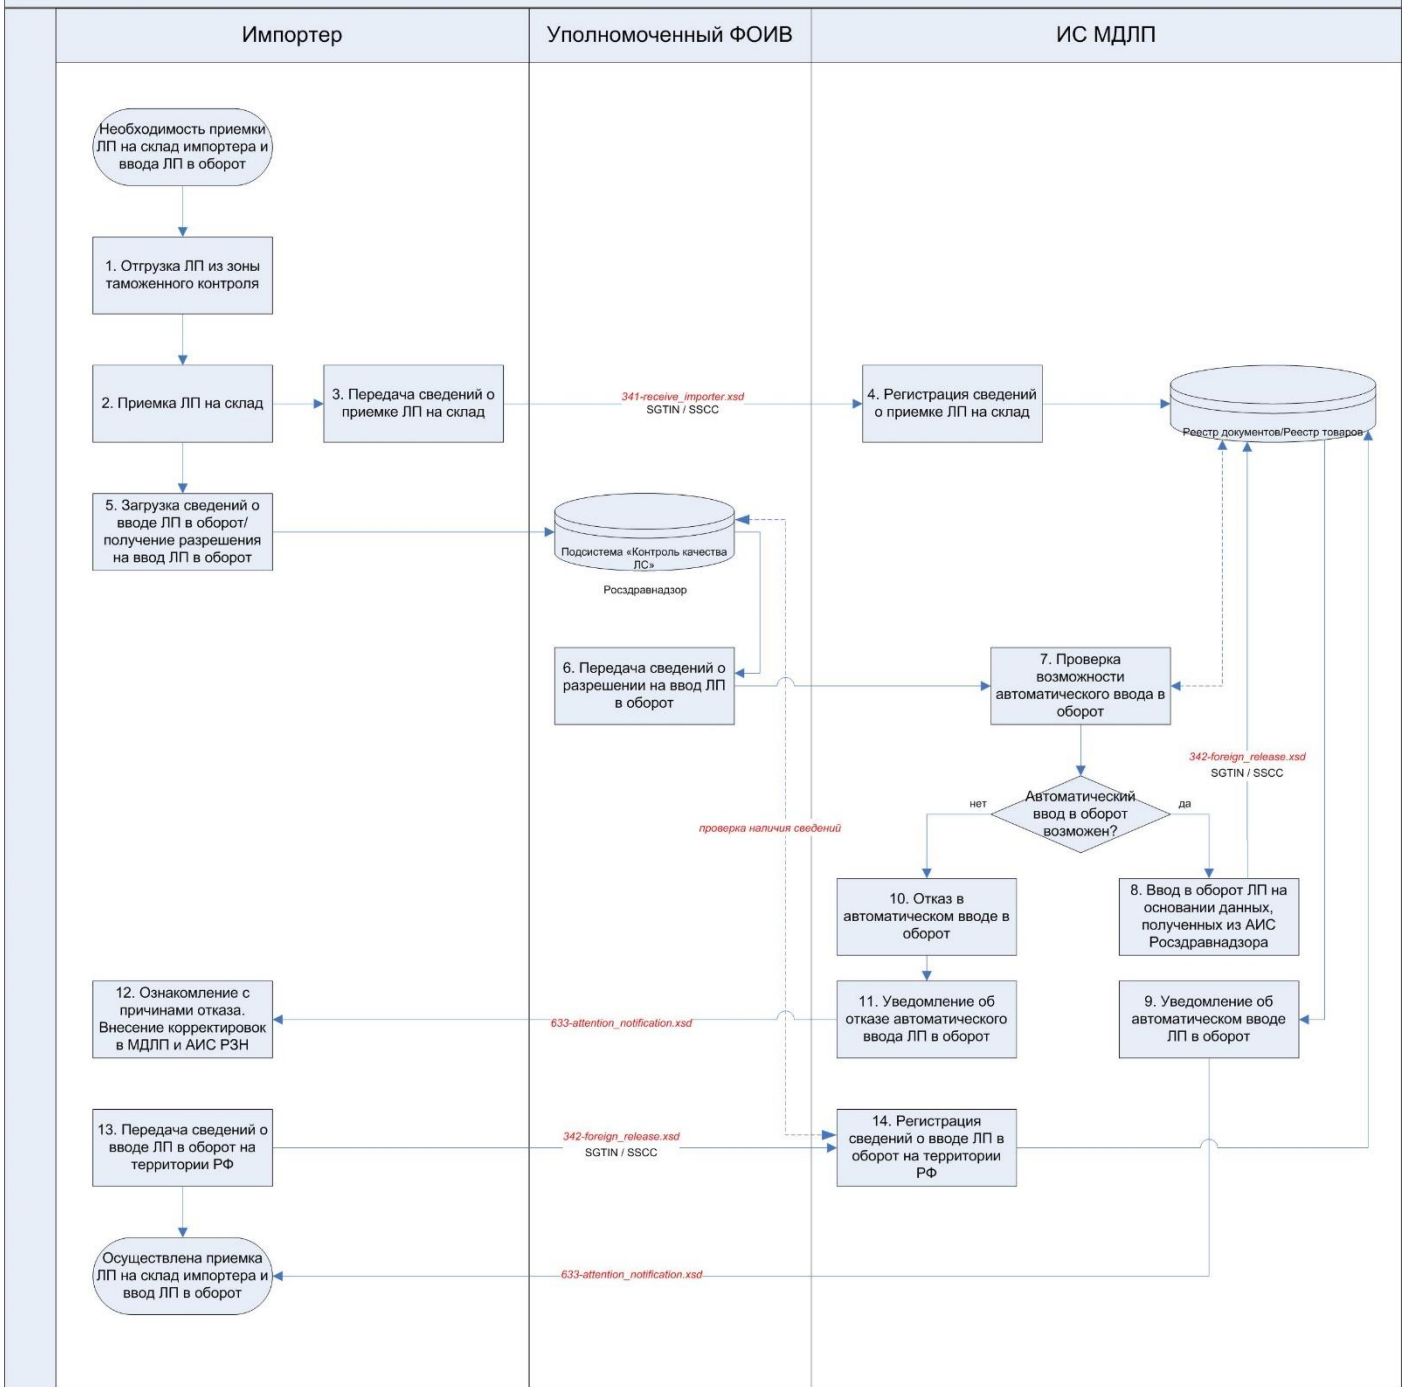 Импортер
Уполномоченный ФОИВ
ИС МДЛП
Необходимость приемки
ЛП на склад импортера и
ввода ЛП в оборот
1. Отгрузка ЛП из зоны
таможенного контроля
2. Приемка ЛП на склад
3. Передача сведений о
приемке ЛП на склад
341-receive_importer.xsd
SGTIN / SSCC
4. Регистрация сведений
о приемке ЛП на склад
Реестр документов/Реестр товаров
5. Загрузка сведений о
вводе ЛП в оборот/
получение разрешения
на ввод ЛП в оборот
Подсистема «Контроль качества
ЛС»
Росздравнадзор
6. Передача сведений о
разрешении на ввод ЛП
в оборот
7. Проверка
возможности
автоматического ввода в
оборот
342-foreign_release.xsd
SGTIN / SSCC
нет
Автоматический
ввод в оборот
возможен?
да
проверка наличия сведений
10. Отказ в
автоматическом вводе в
оборот
8. Ввод в оборот ЛП на
основании данных,
полученных из АИС
Росздравнадзора
12. Ознакомление с
причинами отказа.
Внесение корректировок
в МДЛП и АИС РЗН
633-attention_notification.xsd
11. Уведомление об
отказе автоматического
ввода ЛП в оборот
9. Уведомление об
автоматическом вводе
ЛП в оборот
13. Передача сведений о
вводе ЛП в оборот на
территории РФ
342-foreign_release.xsd
SGTIN / SSCC
14. Регистрация
сведений о вводе ЛП в
оборот на территории
РФ
Осуществлена приемка
ЛП на склад импортера и
ввод ЛП в оборот
633-attention_notification.xsd